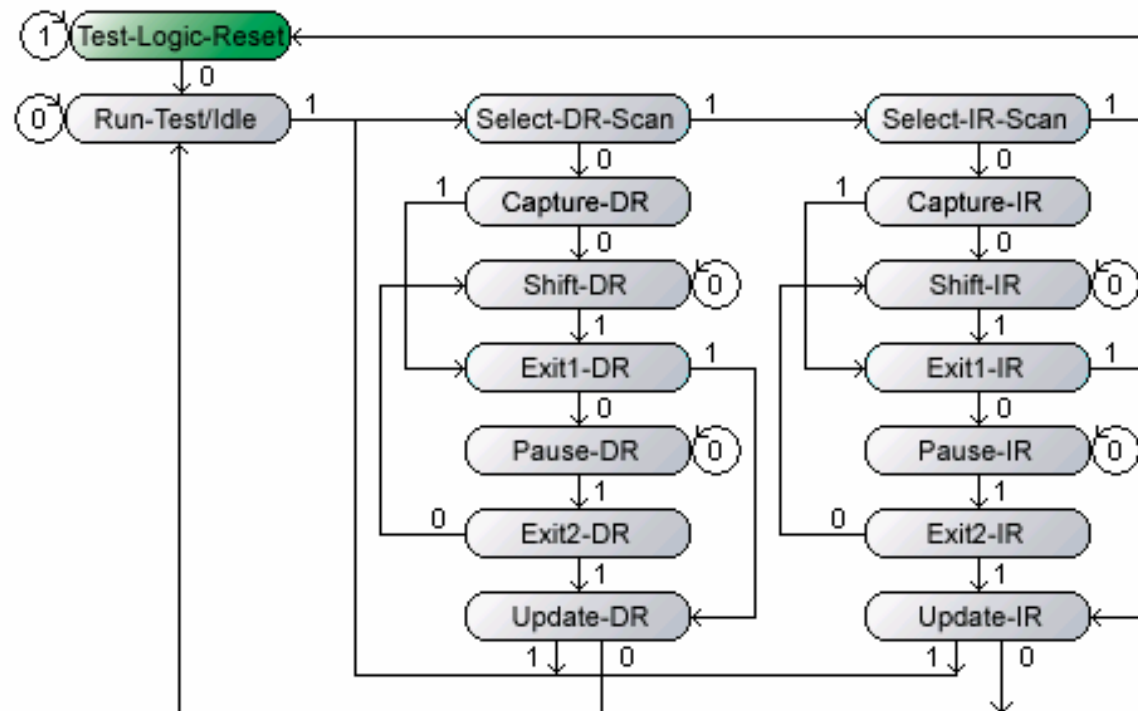 1 Test-Logic-Reset
0
0 Run-Test/Idle 1 Select-DR-Scan 1 Select-IR-Scan 1
0 0
1 Capture-DR 1 Capture-IR
0 0
Shift-DR 0 Shift-IR 0
1 1
Exit1-DR 1 Exit1-IR 1
0 0
Pause-DR 0 Pause-IR 0
1 1
0 Exit2-DR 0 Exit2-IR
1 1
Update-DR Update-IR
1 0 1 0